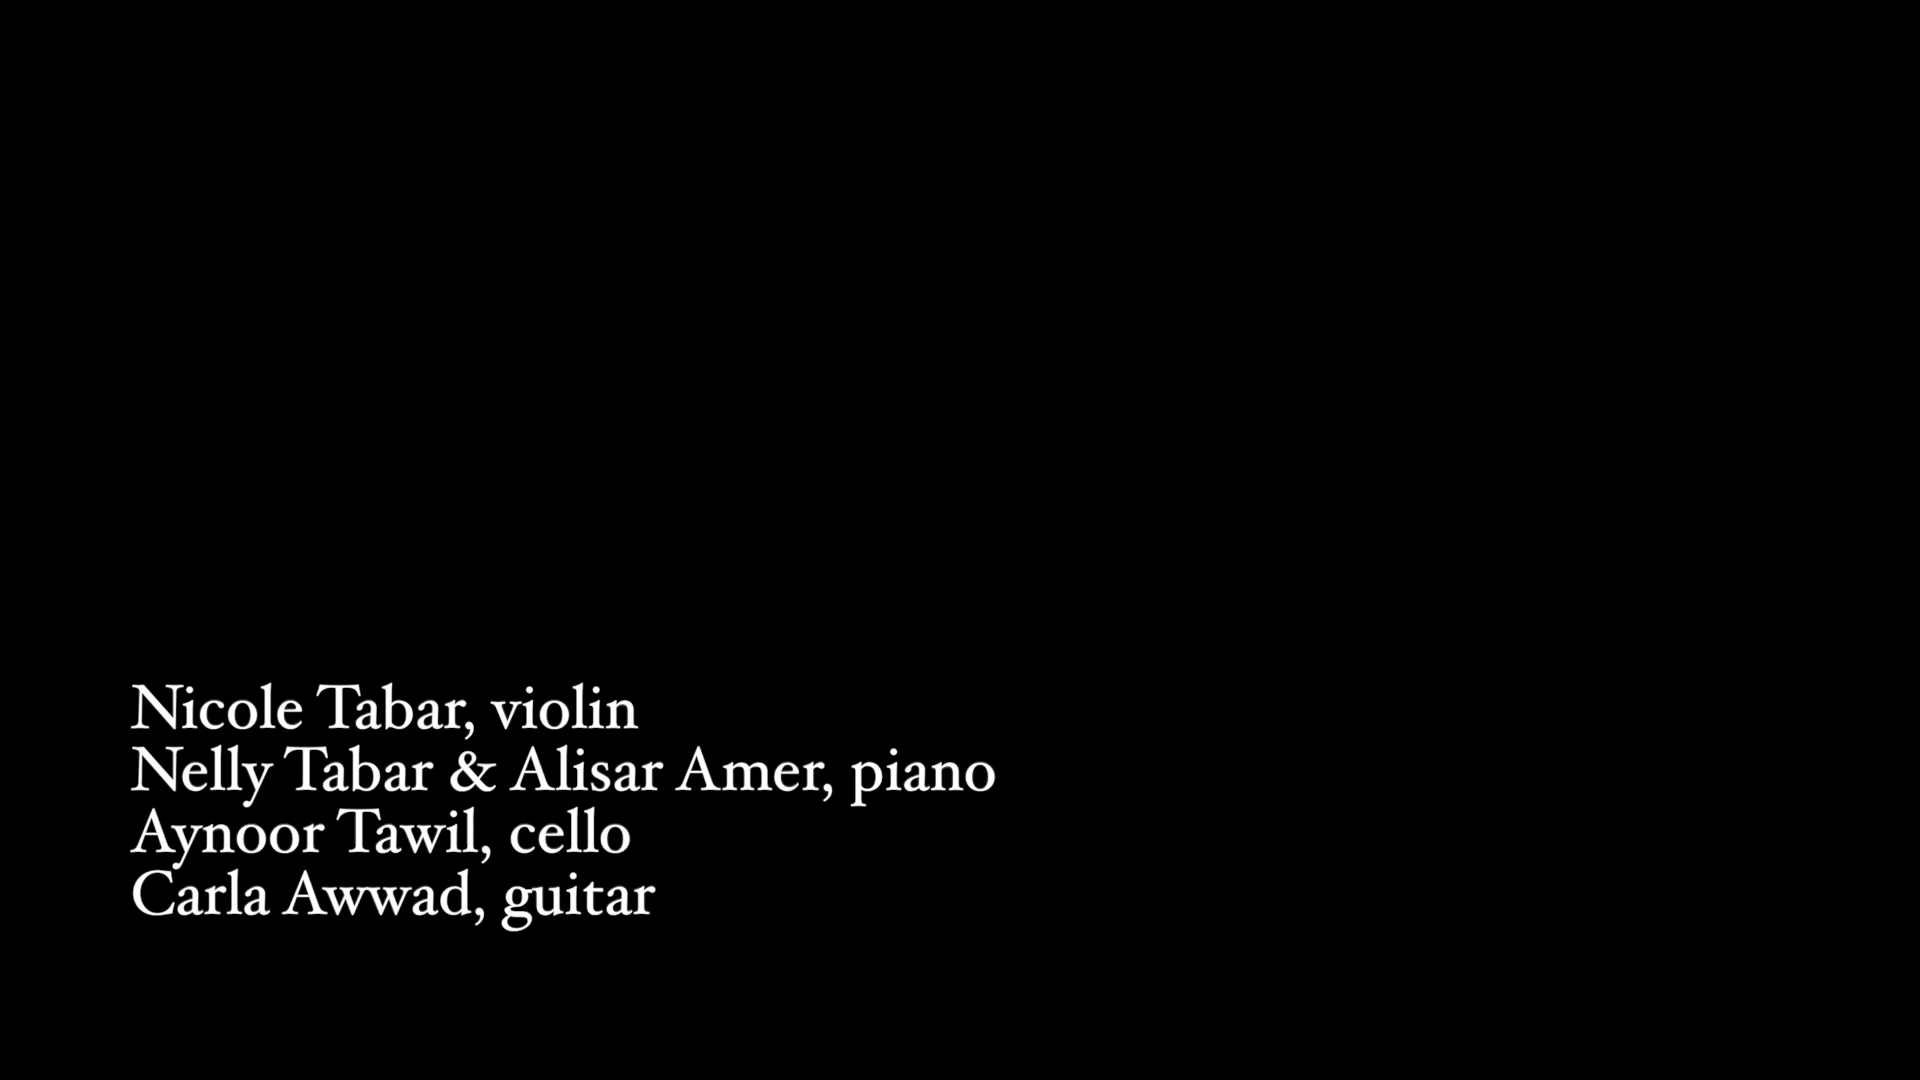 Nicole Tabar, violin
Nelly Tabar & Alisar Amer, piano
Aynoor Tawil, cello
Carla Awwad, guitar